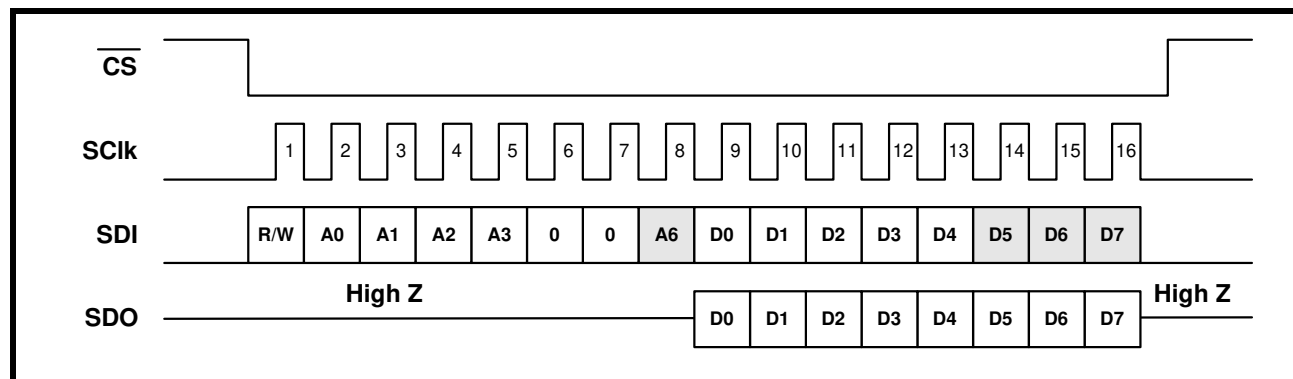 CS
SClk 1 2 3 4 5 6 7 8 9 10 11 12 13 14 15 16
SDI R/W A0 A1 A2 A3 0 0 A6 D0 D1 D2 D3 D4 D5 D6 D7
High Z High Z
SDO D0 D1 D2 D3 D4 D5 D6 D7